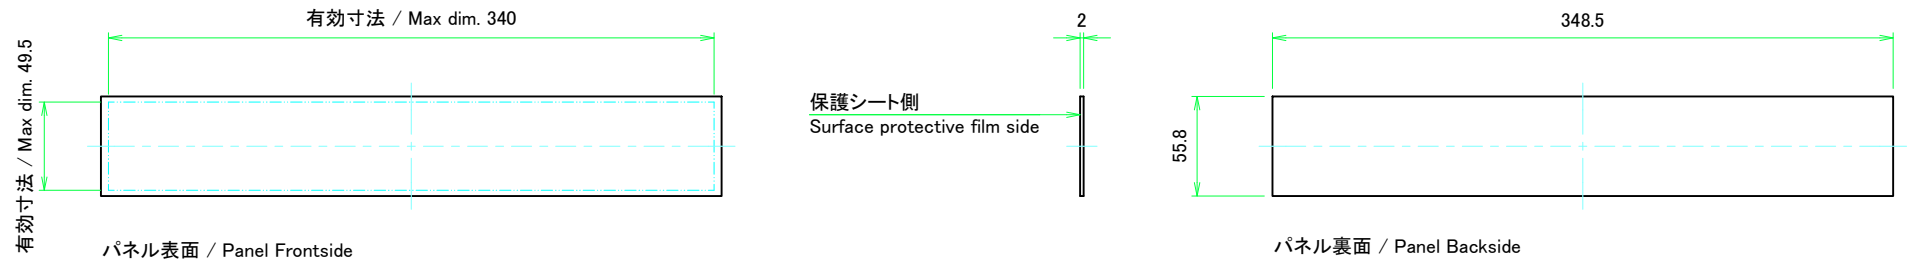 有効寸法 / Max dim. 340
有効寸法 / Max dim. 49.5
パネル表面 / Panel Frontside
2
保護シート側
Surface protective film side
348.5
55.8
パネル裏面 / Panel Backside